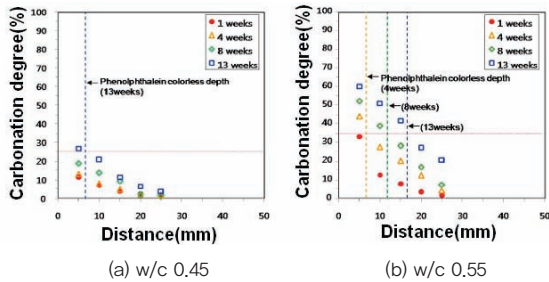 Carbonation degree(%)
100
90
80
70
60
50
40
30
20
10
0
1 weeks
4 weeks
8 weeks
13 weeks
Phenolphthalein colorless depth
(13weeks)
0 10 20 30 40 50
Distance(mm)
(a) w/c 0.45
Carbonation degree(%)
100
90
80
70
60
50
40
30
20
10
0
1 weeks
4 weeks
8 weeks
13 weeks
Phenolphthalein colorless depth
(4weeks)
(8weeks)
(13weeks)
0 10 20 30 40 50
Distance(mm)
(b) w/c 0.55